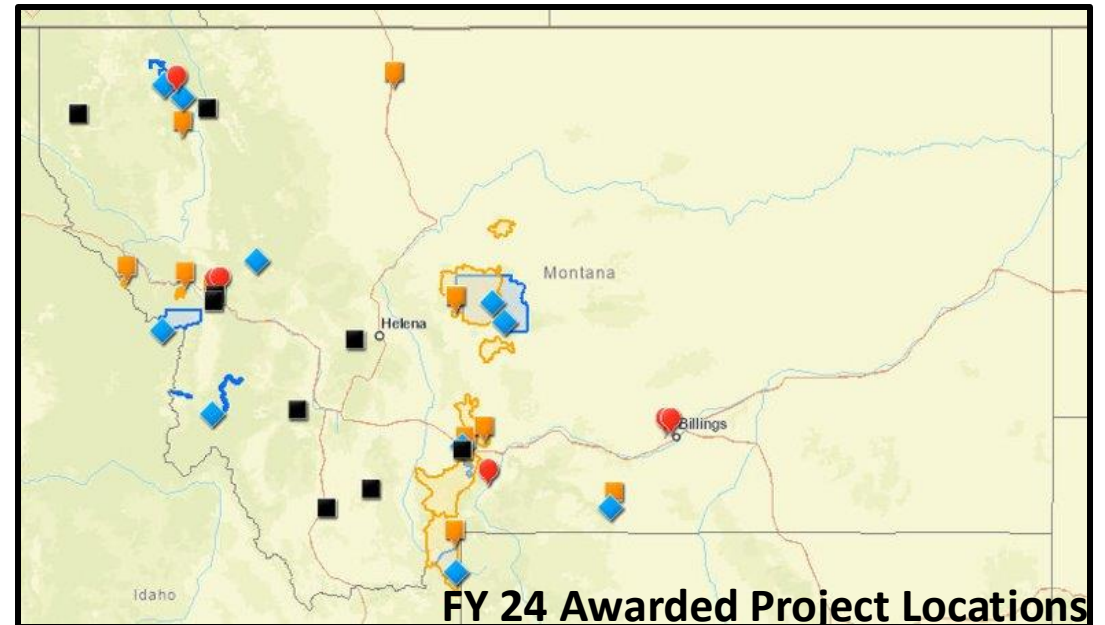 Montana
Helena
Billings
Idaho
FY 24 Awarded Project Locations